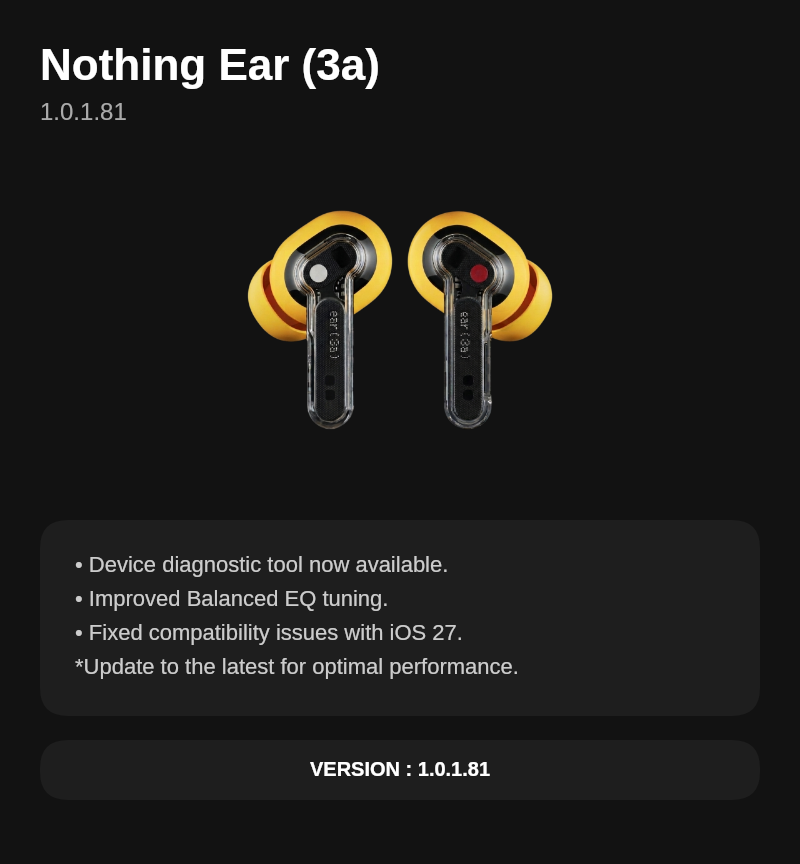 Nothing Ear (3a)
1.0.1.81
ear (3a)
ear (3a)
• Device diagnostic tool now available.
• Improved Balanced EQ tuning.
• Fixed compatibility issues with iOS 27.
*Update to the latest for optimal performance.
VERSION : 1.0.1.81